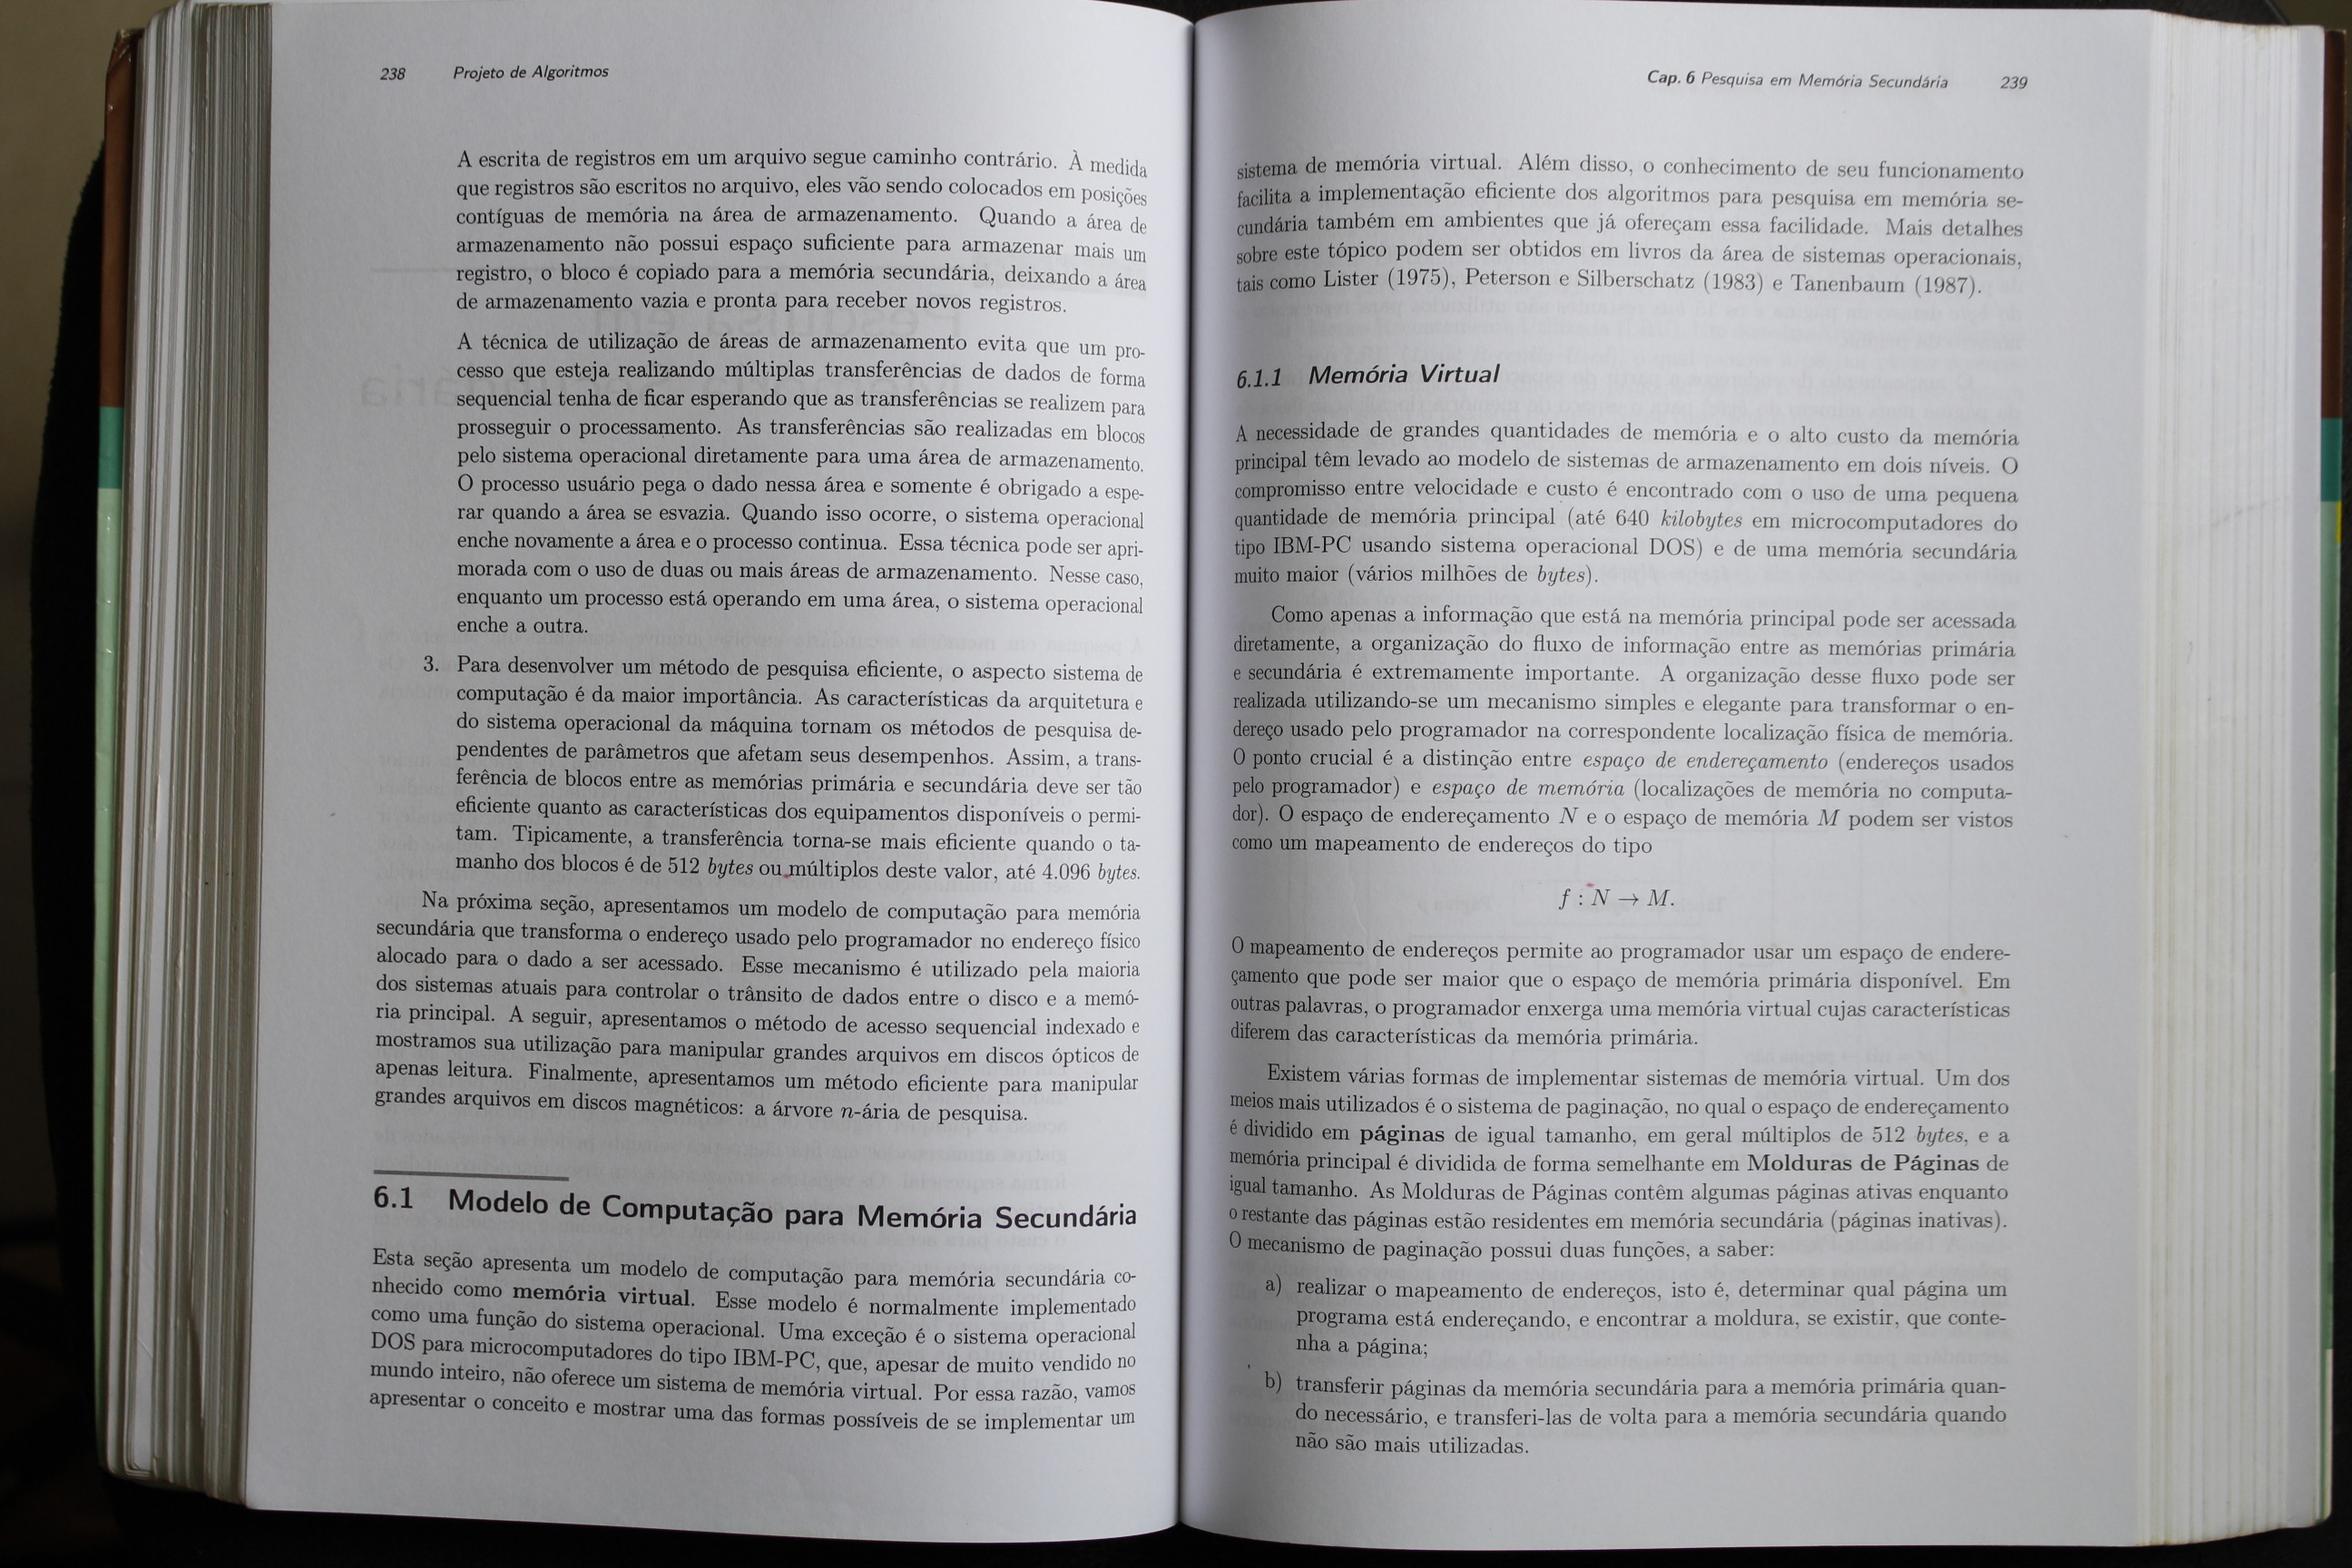 238 Projeto de Algoritmos
A escrita de registros em um arquivo segue caminho contrário. À medida
que registros são escritos no arquivo, eles vão sendo colocados em posições
contíguas de memória na área de armazenamento. Quando a área de
armazenamento não possui espaço suficiente para armazenar mais um
registro, o bloco é copiado para a memória secundária, deixando a área
de armazenamento vazia e pronta para receber novos registros.
A técnica de utilização de áreas de armazenamento evita que um pro-
cesso que esteja realizando múltiplas transferências de dados de forma
sequencial tenha de ficar esperando que as transferências se realizem para
prosseguir o processamento. As transferências são realizadas em blocos
pelo sistema operacional diretamente para uma área de armazenamento.
O processo usuário pega o dado nessa área e somente é obrigado a espe-
rar quando a área se esvazia. Quando isso ocorre, o sistema operacional
enche novamente a área e o processo continua. Essa técnica pode ser apri-
morada com o uso de duas ou mais áreas de armazenamento. Nesse caso,
enquanto um processo está operando em uma área, o sistema operacional
enche a outra.
3. Para desenvolver um método de pesquisa eficiente, o aspecto sistema de
computação é da maior importância. As características da arquitetura e
do sistema operacional da máquina tornam os métodos de pesquisa de-
pendentes de parâmetros que afetam seus desempenhos. Assim, a trans-
ferência de blocos entre as memórias primária e secundária deve ser tão
eficiente quanto as características dos equipamentos disponíveis o permi-
tam. Tipicamente, a transferência torna-se mais eficiente quando o ta-
manho dos blocos é de 512 bytes ou múltiplos deste valor, até 4.096 bytes.
Na próxima seção, apresentamos um modelo de computação para memória
secundária que transforma o endereço usado pelo programador no endereço físico
alocado para o dado a ser acessado. Esse mecanismo é utilizado pela maioria
dos sistemas atuais para controlar o trânsito de dados entre o disco e a memó-
ria principal. A seguir, apresentamos o método de acesso sequencial indexado e
mostramos sua utilização para manipular grandes arquivos em discos ópticos de
apenas leitura. Finalmente, apresentamos um método eficiente para manipular
grandes arquivos em discos magnéticos: a árvore n-ária de pesquisa.
6.1 Modelo de Computação para Memória Secundária
Esta seção apresenta um modelo de computação para memória secundária co-
nhecido como memória virtual. Esse modelo é normalmente implementado
como uma função do sistema operacional. Uma exceção é o sistema operacional
DOS para microcomputadores do tipo IBM-PC, que, apesar de muito vendido no
mundo inteiro, não oferece um sistema de memória virtual. Por essa razão, vamos
apresentar o conceito e mostrar uma das formas possíveis de se implementar um
Cap. 6 Pesquisa em Memória Secundária 239
sistema de memória virtual. Além disso, o conhecimento de seu funcionamento
facilita a implementação eficiente dos algoritmos para pesquisa em memória se-
cundária também em ambientes que já ofereçam essa facilidade. Mais detalhes
sobre este tópico podem ser obtidos em livros da área de sistemas operacionais,
tais como Lister (1975), Peterson e Silberschatz (1983) e Tanenbaum (1987).
6.1.1 Memória Virtual
A necessidade de grandes quantidades de memória e o alto custo da memória
principal têm levado ao modelo de sistemas de armazenamento em dois níveis. O
compromisso entre velocidade e custo é encontrado com o uso de uma pequena
quantidade de memória principal (até 640 kilobytes em microcomputadores do
tipo IBM-PC usando sistema operacional DOS) e de uma memória secundária
muito maior (vários milhões de bytes).
Como apenas a informação que está na memória principal pode ser acessada
diretamente, a organização do fluxo de informação entre as memórias primária
e secundária é extremamente importante. A organização desse fluxo pode ser
realizada utilizando-se um mecanismo simples e elegante para transformar o en-
dereço usado pelo programador na correspondente localização física de memória.
O ponto crucial é a distinção entre espaço de endereçamento (endereços usados
pelo programador) e espaço de memória (localizações de memória no computa-
dor). O espaço de endereçamento N e o espaço de memória M podem ser vistos
como um mapeamento de endereços do tipo
f : N → M.
O mapeamento de endereços permite ao programador usar um espaço de endere-
çamento que pode ser maior que o espaço de memória primária disponível. Em
outras palavras, o programador enxerga uma memória virtual cujas características
diferem das características da memória primária.
Existem várias formas de implementar sistemas de memória virtual. Um dos
meios mais utilizados é o sistema de paginação, no qual o espaço de endereçamento
é dividido em páginas de igual tamanho, em geral múltiplos de 512 bytes, e a
memória principal é dividida de forma semelhante em Molduras de Páginas de
igual tamanho. As Molduras de Páginas contêm algumas páginas ativas enquanto
o restante das páginas estão residentes em memória secundária (páginas inativas).
O mecanismo de paginação possui duas funções, a saber:
a) realizar o mapeamento de endereços, isto é, determinar qual página um
programa está endereçando, e encontrar a moldura, se existir, que conte-
nha a página;
b) transferir páginas da memória secundária para a memória primária quan-
do necessário, e transferi-las de volta para a memória secundária quando
não são mais utilizadas.